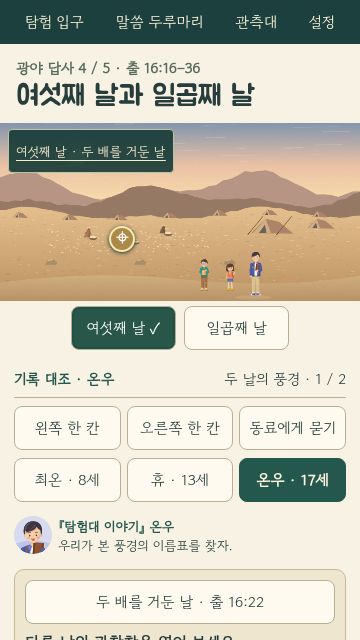 탐험 입구 말씀 두루마리 관측대 설정
광야 답사 4 / 5 · 출 16:16–36
여섯째 날과 일곱째 날
여섯째 날 · 두 배를 거둔 날
여섯째 날 ✓ 일곱째 날
기록 대조 · 온우 두 날의 풍경 · 1 / 2
왼쪽 한 칸 오른쪽 한 칸 동료에게 묻기
최온 · 8세 휴 · 13세 온우 · 17세
『탐험대 이야기』 온우
우리가 본 풍경의 이름표를 찾자.
두 배를 거둔 날 · 출 16:22